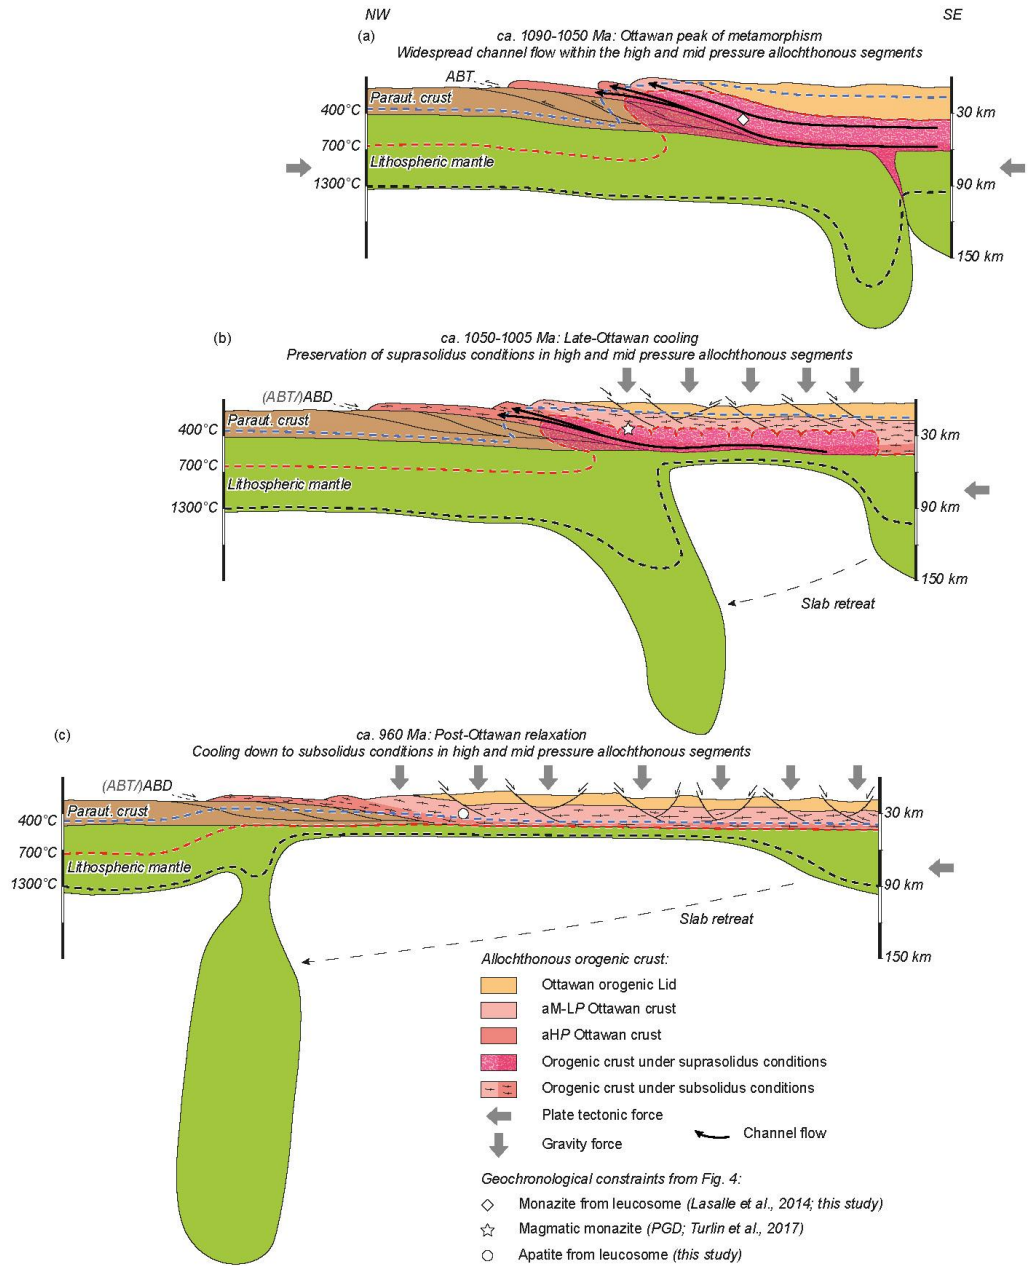 NW
SE
(a)
ca. 1090-1050 Ma: Ottawan peak of metamorphism
Widespread channel flow within the high and mid pressure allochthonous segments
ABT
Paraut. crust
400°C
30 km
700°C
Lithospheric mantle
1300°C
90 km
150 km
(b)
ca. 1050-1005 Ma: Late-Ottawan cooling
Preservation of suprasolidus conditions in high and mid pressure allochthonous segments
(ABT/)ABD
Paraut. crust
400°C
30 km
700°C
Lithospheric mantle
1300°C
90 km
150 km
Slab retreat
(c)
ca. 960 Ma: Post-Ottawan relaxation
Cooling down to subsolidus conditions in high and mid pressure allochthonous segments
(ABT/)ABD
Paraut. crust
400°C
30 km
700°C
Lithospheric mantle
1300°C
90 km
Slab retreat
150 km
Allochthonous orogenic crust:
Ottawan orogenic Lid
aM-LP Ottawan crust
aHP Ottawan crust
Orogenic crust under suprasolidus conditions
Orogenic crust under subsolidus conditions
Plate tectonic force
Channel flow
Gravity force
Geochronological constraints from Fig. 4:
Monazite from leucosome (Lasalle et al., 2014; this study)
Magmatic monazite (PGD; Turlin et al., 2017)
Apatite from leucosome (this study)